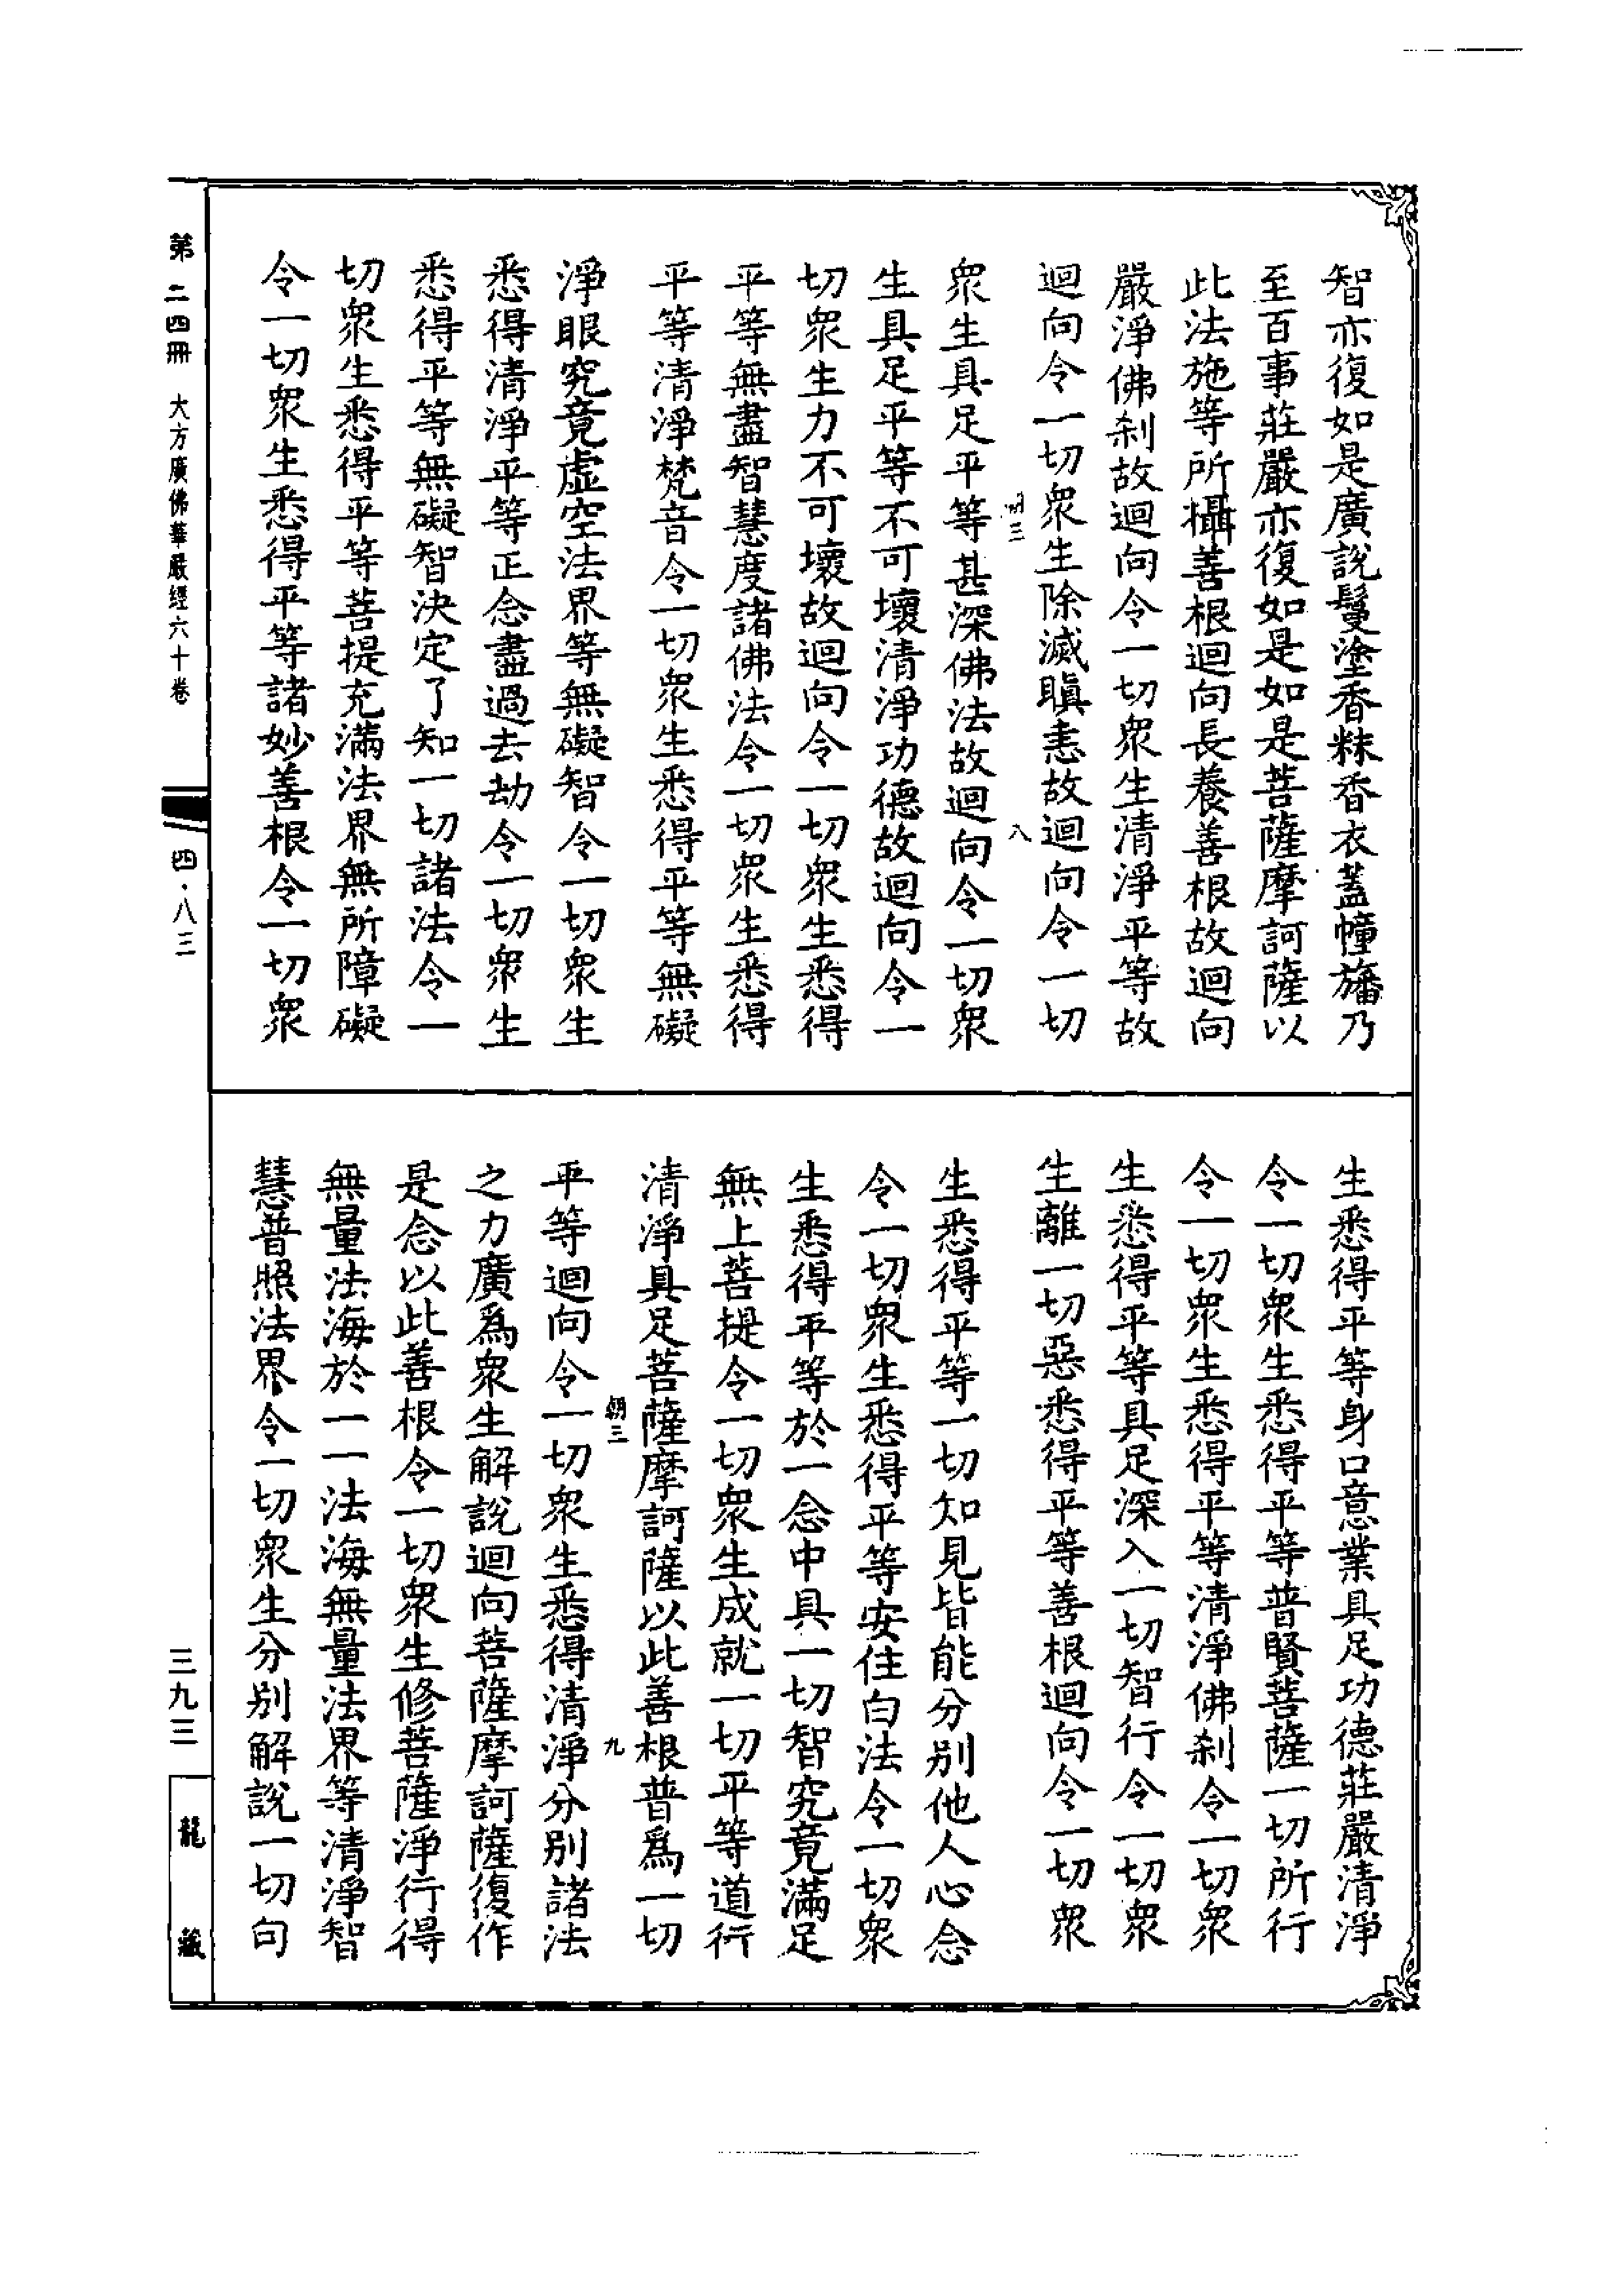 智亦復如是廣說鬘塗香粖香衣蓋幢旛乃
至百事莊嚴亦復如是如是菩薩摩訶薩以
此法施等所攝善根迴向長養善根故迴向
嚴淨佛刹故迴向令一切衆生清淨平等故
迴向令一切衆生除滅瞋恚故迴向令一切
八
衆生具足平等甚深佛法故迴向令一切衆
生具足平等不可壞清淨功德故迴向令一
切衆生力不可壞故迴向令一切衆生悉得
平等無盡智慧度諸佛法令一切衆生悉得
平等清淨梵音令一切衆生悉得平等無礙
淨眼究竟虛空法界等無礙智令一切衆生
悉得清淨平等正念盡過去劫令一切衆生
悉得平等無礙智決定了知一切諸法令一
切衆生悉得平等菩提充滿法界無所障礙
令一切衆生悉得平等諸妙善根令一切衆
生悉得平等身口意業具足功德莊嚴清淨
令一切衆生悉得平等普賢菩薩一切所行
令一切衆生悉得平等清淨佛刹令一切衆
生悉得平等具足深入一切智行令一切衆
生離一切惡悉得平等善根迴向令一切衆
生悉得平等一切知見皆能分別他人心念
令一切衆生悉得平等安住白法令一切衆
生悉得平等於一念中具一切智究竟滿足
無上菩提令一切衆生成就一切平等道行
清淨具足菩薩摩訶薩以此善根普爲一切
朝三 九
平等迴向令一切衆生悉得清淨分別諸法
之力廣爲衆生解說迴向菩薩摩訶薩復作
是念以此善根令一切衆生修菩薩淨行得
無量法海於一一法海無量法界等清淨智
慧普照法界令一切衆生分別解說一切句
第二四冊 大方廣佛華嚴經六十卷
四·八三
三九三
龍藏